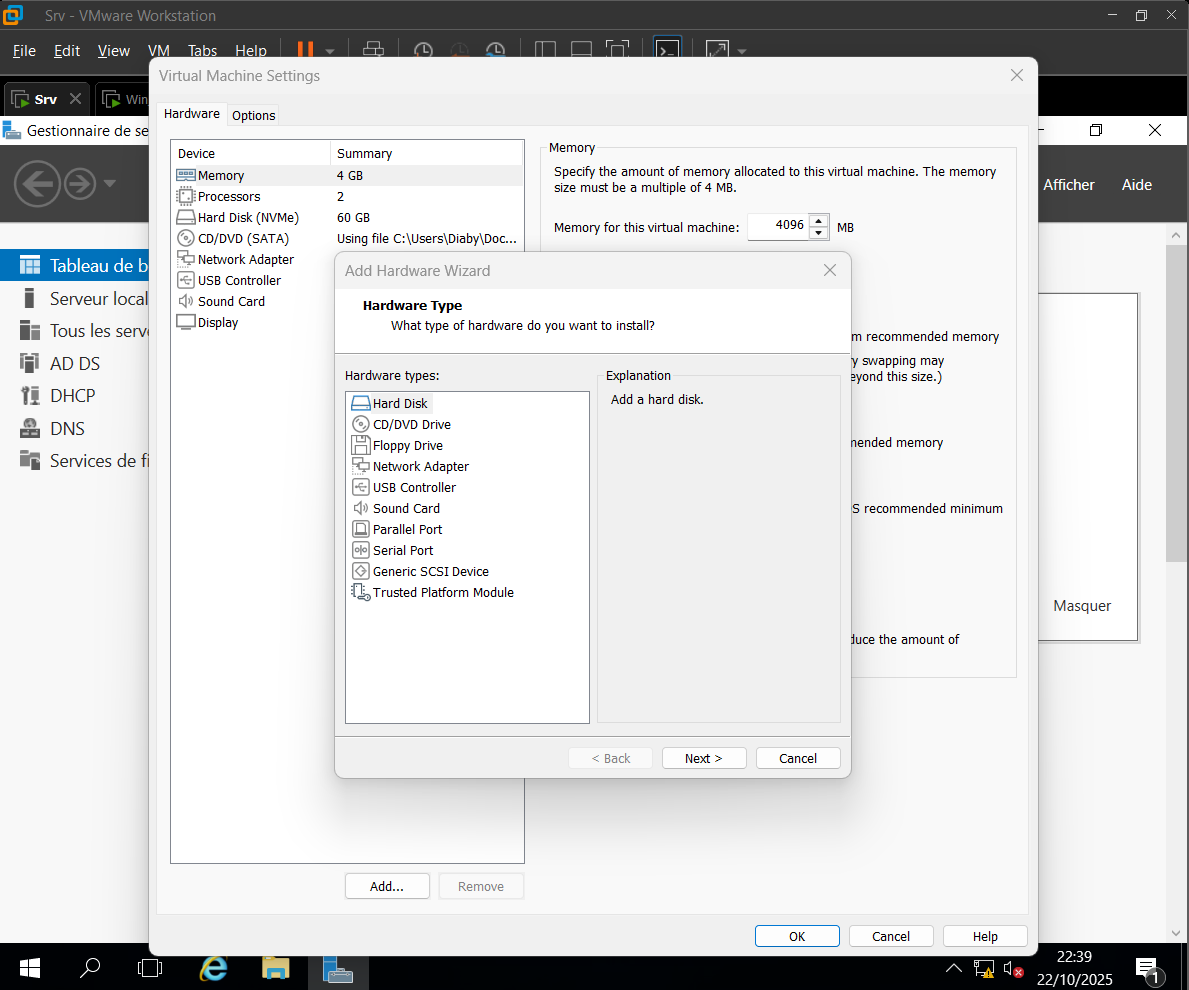 Srv - VMware Workstation
File Edit View VM Tabs Help
Virtual Machine Settings
Srv
Win
Hardware Options
Gestionnaire de se
Afficher Aide
Tableau de b
Serveur local
Tous les serv
AD DS
DHCP
DNS
Services de fi
Device Summary
Memory 4 GB
Processors 2
Hard Disk (NVMe) 60 GB
CD/DVD (SATA) Using file C:\Users\Diaby\Doc...
Network Adapter
USB Controller
Sound Card
Display
Memory
Specify the amount of memory allocated to this virtual machine. The memory
size must be a multiple of 4 MB.
Memory for this virtual machine: 4096 MB
m recommended memory
y swapping may
eyond this size.)
mended memory
S recommended minimum
duce the amount of
Masquer
Add Hardware Wizard
Hardware Type
What type of hardware do you want to install?
Hardware types:
Hard Disk
CD/DVD Drive
Floppy Drive
Network Adapter
USB Controller
Sound Card
Parallel Port
Serial Port
Generic SCSI Device
Trusted Platform Module
Explanation
Add a hard disk.
< Back Next > Cancel
Add... Remove
OK Cancel Help
22:39
22/10/2025
1